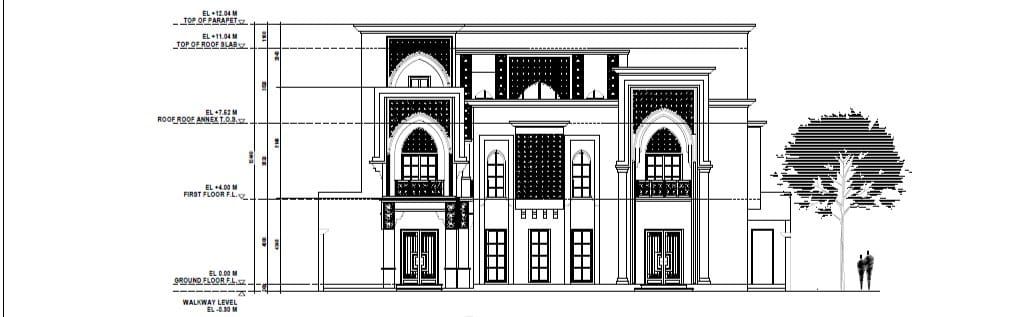 EL +12.04 M
TOP OF PARAPET
EL +11.04 M
TOP OF ROOF SLAB
EL +7.52 M
ROOF ROOF ANNEX T.O.S.
EL +4.00 M
FIRST FLOOR F.L.
EL 0.00 M
GROUND FLOOR F.L.
WALKWAY LEVEL
EL -0.50 M